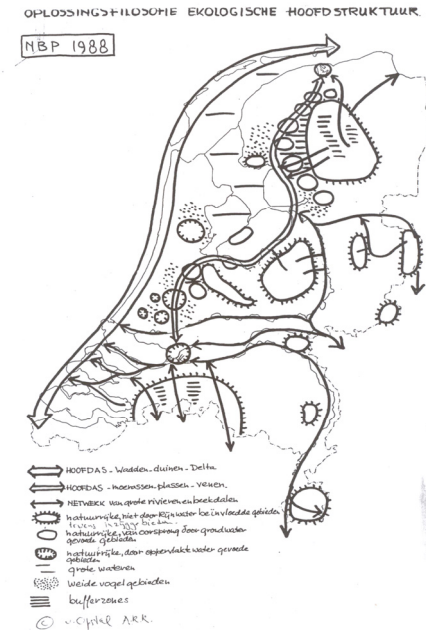 OPLOSSINGSFILOSOFIE EKOLOGISCHE HOOFDSTRUKTUUR
NBP 1988
HOOFDAS - Wadden - duinen - Delta
HOOFDAS - moerassen - plassen - venen.
NETWERK van grote rivieren en beekdalen
natuurrijke, niet door Rijnwater beïnvloedde gebieden
tevens inzijggebieden
natuurrijke, van oorsprong door grondwater
gevoede gebieden
natuurrijke, door oppervlaktewater gevoede
gebieden
grote wateren
weide vogel gebieden
bufferzones
©
A.R.K.